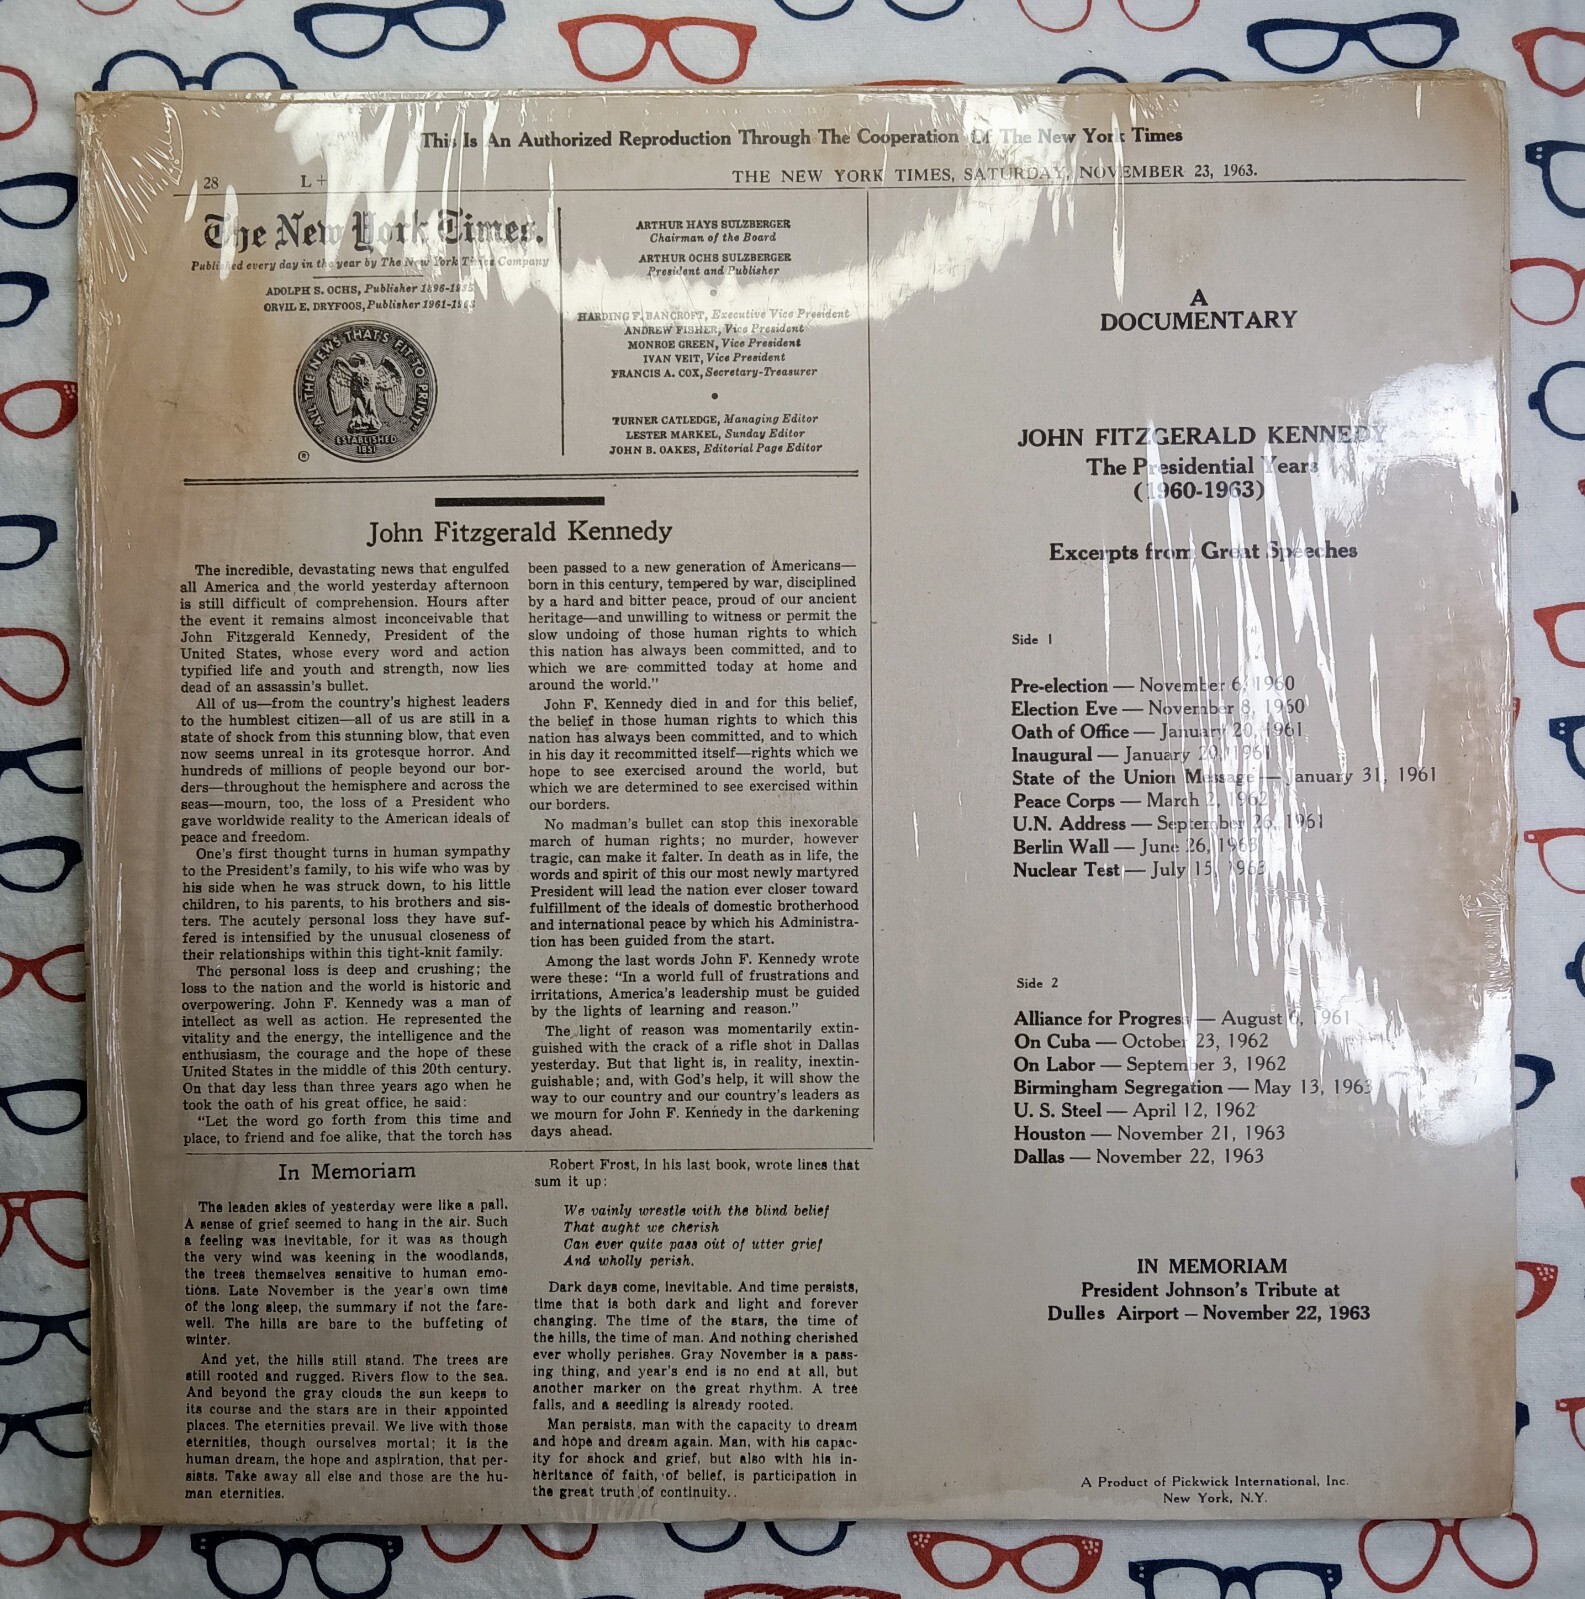 This Is An Authorized Reproduction Through The Cooperation Of The New York Times
28 L+ THE NEW YORK TIMES, SATURDAY, NOVEMBER 23, 1963.
The New York Times.
Published every day in the year by The New York Times Company
ADOLPH S. OCHS, Publisher 1896-1935
ORVIL E. DRYFOOS, Publisher 1961-1963
"ALL THE NEWS THAT'S FIT TO PRINT"
ESTABLISHED
1851
®
ARTHUR HAYS SULZBERGER
Chairman of the Board
ARTHUR OCHS SULZBERGER
President and Publisher
•
HARDING F. BANCROFT, Executive Vice President
ANDREW FISHER, Vice President
MONROE GREEN, Vice President
IVAN VEIT, Vice President
FRANCIS A. COX, Secretary-Treasurer
•
TURNER CATLEDGE, Managing Editor
LESTER MARKEL, Sunday Editor
JOHN B. OAKES, Editorial Page Editor
John Fitzgerald Kennedy
The incredible, devastating news that engulfed
all America and the world yesterday afternoon
is still difficult of comprehension. Hours after
the event it remains almost inconceivable that
John Fitzgerald Kennedy, President of the
United States, whose every word and action
typified life and youth and strength, now lies
dead of an assassin's bullet.
All of us—from the country's highest leaders
to the humblest citizen—all of us are still in a
state of shock from this stunning blow, that even
now seems unreal in its grotesque horror. And
hundreds of millions of people beyond our bor-
ders—throughout the hemisphere and across the
seas—mourn, too, the loss of a President who
gave worldwide reality to the American ideals of
peace and freedom.
One's first thought turns in human sympathy
to the President's family, to his wife who was by
his side when he was struck down, to his little
children, to his parents, to his brothers and sis-
ters. The acutely personal loss they have suf-
fered is intensified by the unusual closeness of
their relationships within this tight-knit family.
The personal loss is deep and crushing; the
loss to the nation and the world is historic and
overpowering. John F. Kennedy was a man of
intellect as well as action. He represented the
vitality and the energy, the intelligence and the
enthusiasm, the courage and the hope of these
United States in the middle of this 20th century.
On that day less than three years ago when he
took the oath of his great office, he said:
"Let the word go forth from this time and
place, to friend and foe alike, that the torch has
been passed to a new generation of Americans—
born in this century, tempered by war, disciplined
by a hard and bitter peace, proud of our ancient
heritage—and unwilling to witness or permit the
slow undoing of those human rights to which
this nation has always been committed, and to
which we are committed today at home and
around the world."
John F. Kennedy died in and for this belief,
the belief in those human rights to which this
nation has always been committed, and to which
in his day it recommitted itself—rights which we
hope to see exercised around the world, but
which we are determined to see exercised within
our borders.
No madman's bullet can stop this inexorable
march of human rights; no murder, however
tragic, can make it falter. In death as in life, the
words and spirit of this our most newly martyred
President will lead the nation ever closer toward
fulfillment of the ideals of domestic brotherhood
and international peace by which his Administra-
tion has been guided from the start.
Among the last words John F. Kennedy wrote
were these: "In a world full of frustrations and
irritations, America's leadership must be guided
by the lights of learning and reason."
The light of reason was momentarily extin-
guished with the crack of a rifle shot in Dallas
yesterday. But that light is, in reality, inextin-
guishable; and, with God's help, it will show the
way to our country and our country's leaders as
we mourn for John F. Kennedy in the darkening
days ahead.
In Memoriam
The leaden skies of yesterday were like a pall.
A sense of grief seemed to hang in the air. Such
a feeling was inevitable, for it was as though
the very wind was keening in the woodlands,
the trees themselves sensitive to human emo-
tions. Late November is the year's own time
of the long sleep, the summary if not the fare-
well. The hills are bare to the buffeting of
winter.
And yet, the hills still stand. The trees are
still rooted and rugged. Rivers flow to the sea.
And beyond the gray clouds the sun keeps to
its course and the stars are in their appointed
places. The eternities prevail. We live with those
eternities, though ourselves mortal; it is the
human dream, the hope and aspiration, that per-
sists. Take away all else and those are the hu-
man eternities.
Robert Frost, in his last book, wrote lines that
sum it up:
We vainly wrestle with the blind belief
That aught we cherish
Can ever quite pass out of utter grief
And wholly perish.
Dark days come, inevitable. And time persists,
time that is both dark and light and forever
changing. The time of the stars, the time of
the hills, the time of man. And nothing cherished
ever wholly perishes. Gray November is a pass-
ing thing, and year's end is no end at all, but
another marker on the great rhythm. A tree
falls, and a seedling is already rooted.
Man persists, man with the capacity to dream
and hope and dream again. Man, with his capac-
ity for shock and grief, but also with his in-
heritance of faith, of belief, is participation in
the great truth of continuity.
A
DOCUMENTARY
JOHN FITZGERALD KENNEDY
The Presidential Years
(1960-1963)
Excerpts from Great Speeches
Side 1
Pre-election — November 6, 1960
Election Eve — November 8, 1960
Oath of Office — January 20, 1961
Inaugural — January 20, 1961
State of the Union Message — January 31, 1961
Peace Corps — March 2, 1962
U.N. Address — September 26, 1961
Berlin Wall — June 26, 1963
Nuclear Test — July 15, 1963
Side 2
Alliance for Progress — August 6, 1961
On Cuba — October 23, 1962
On Labor — September 3, 1962
Birmingham Segregation — May 13, 1963
U. S. Steel — April 12, 1962
Houston — November 21, 1963
Dallas — November 22, 1963
IN MEMORIAM
President Johnson's Tribute at
Dulles Airport – November 22, 1963
A Product of Pickwick International, Inc.
New York, N.Y.